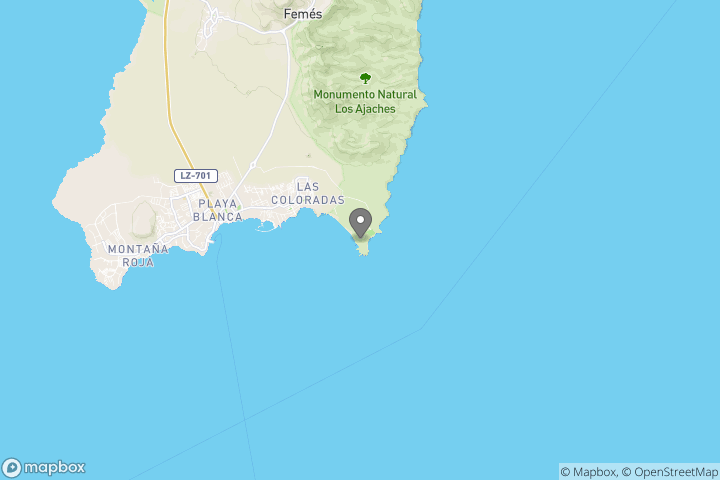 Femés
Monumento Natural
Los Ajaches
LZ-701
LAS
COLORADAS
PLAYA
BLANCA
MONTAÑA
ROJA
mapbox
© Mapbox, © OpenStreetMap